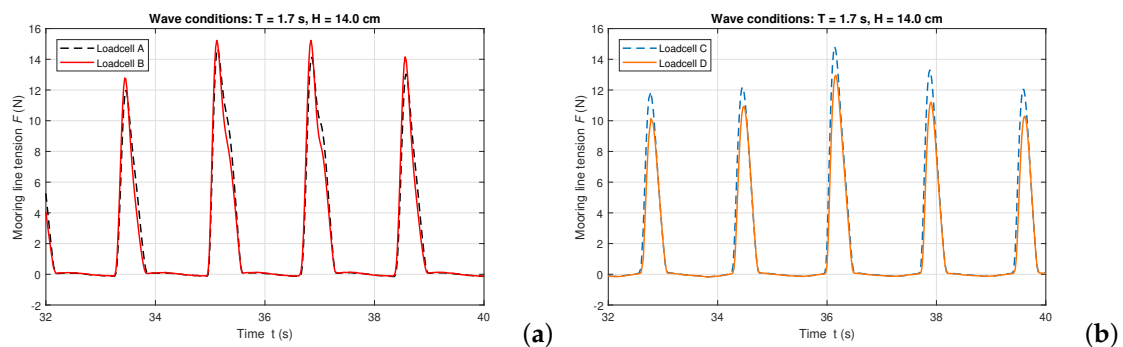 Wave conditions: T = 1.7 s, H = 14.0 cm
Mooring line tension F (N)
16
14
12
10
8
6
4
2
0
-2
Loadcell A
Loadcell B
32
34
36
38
40
Time t (s)
(a)
Wave conditions: T = 1.7 s, H = 14.0 cm
Mooring line tension F (N)
16
14
12
10
8
6
4
2
0
-2
Loadcell C
Loadcell D
32
34
36
38
40
Time t (s)
(b)